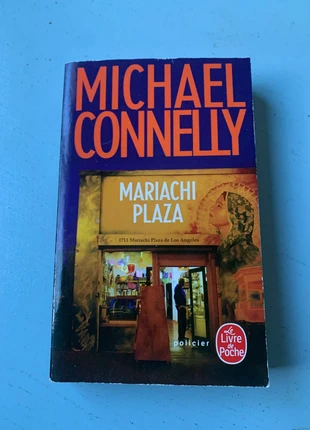 MICHAEL
CONNELLY
MARIACHI
PLAZA
1711 Mariachi Plaza de Los Angeles
policier
Le
Livre
de
Poche